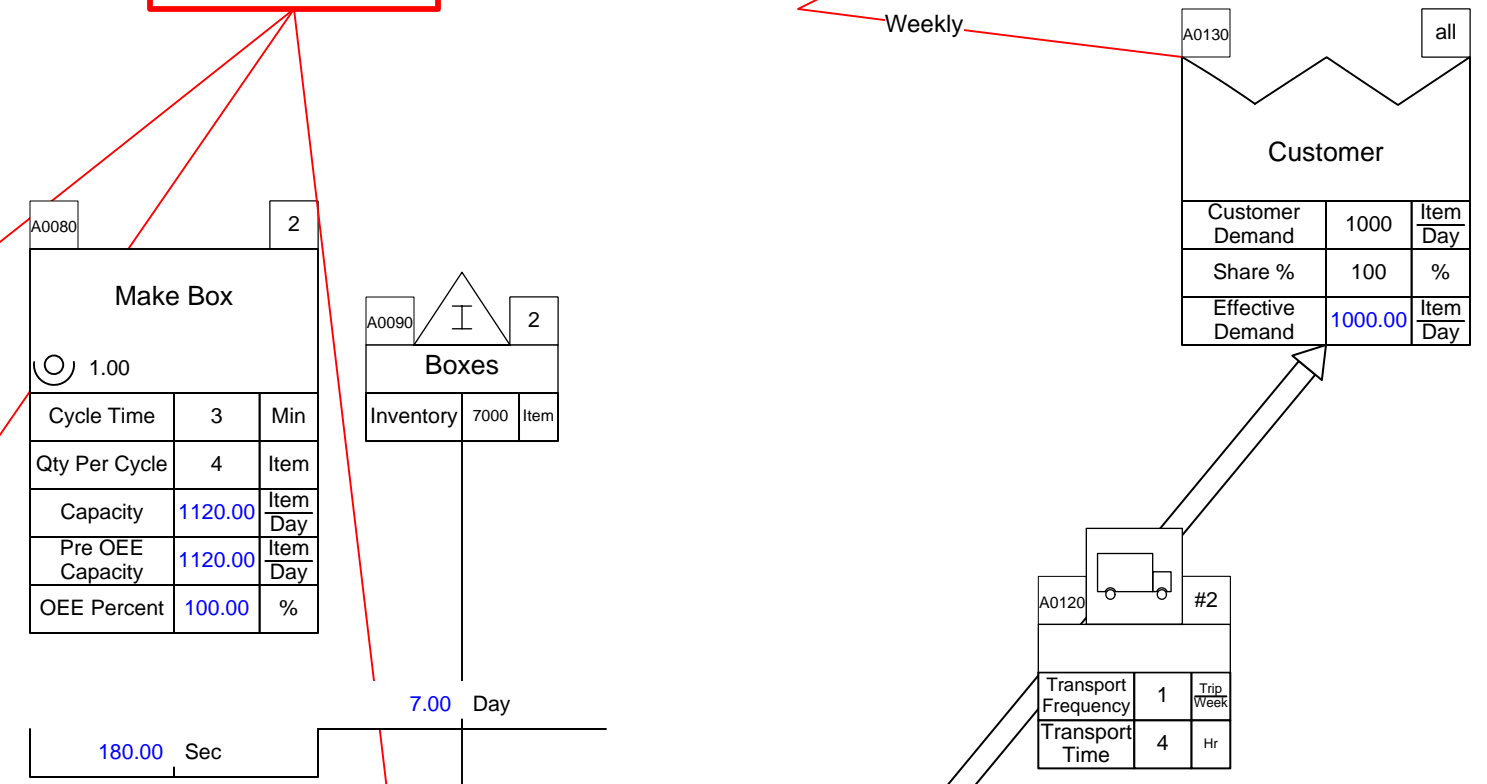 Weekly
A0130
all
Customer
Customer
Demand
1000
Item
Day
Share %
100
%
Effective
Demand
1000.00
Item
Day
A0080
2
Make Box
1.00
Cycle Time
3
Min
Qty Per Cycle
4
Item
Capacity
1120.00
Item
Day
Pre OEE
Capacity
1120.00
Item
Day
OEE Percent
100.00
%
A0090
I
2
Boxes
Inventory
7000
Item
7.00 Day
180.00 Sec
A0120
#2
Transport
Frequency
1
Trip
Week
Transport
Time
4
Hr